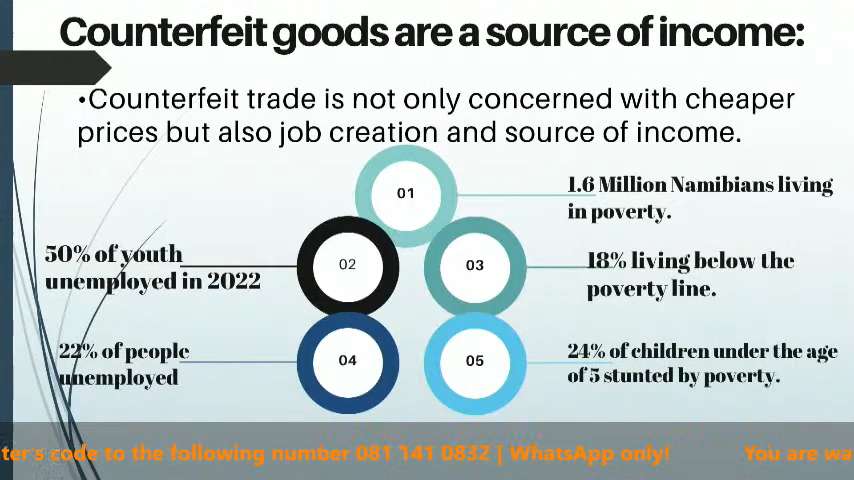 Counterfeit goods are a source of income:
•Counterfeit trade is not only concerned with cheaper
prices but also job creation and source of income.
01
1.6 Million Namibians living
in poverty.
02
50% of youth
unemployed in 2022
03
18% living below the
poverty line.
04
22% of people
unemployed
05
24% of children under the age
of 5 stunted by poverty.
ter's code to the following number 081 141 0832 | WhatsApp only! You are wa